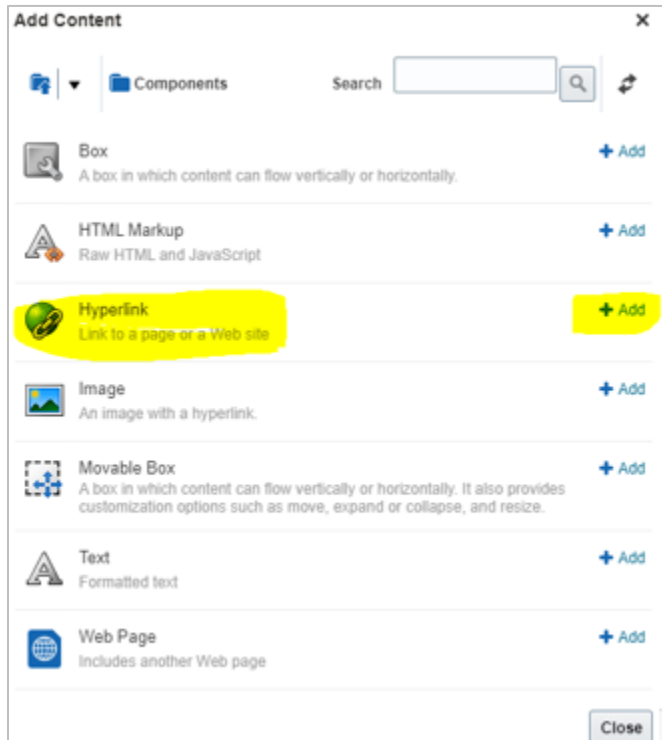 Add Content
Components
Search
Box
+ Add
A box in which content can flow vertically or horizontally.
HTML Markup
+ Add
Raw HTML and JavaScript
Hyperlink
+ Add
Link to a page or a Web site
Image
+ Add
An image with a hyperlink.
Movable Box
+ Add
A box in which content can flow vertically or horizontally. It also provides
customization options such as move, expand or collapse, and resize.
Text
+ Add
Formatted text
Web Page
+ Add
Includes another Web page
Close